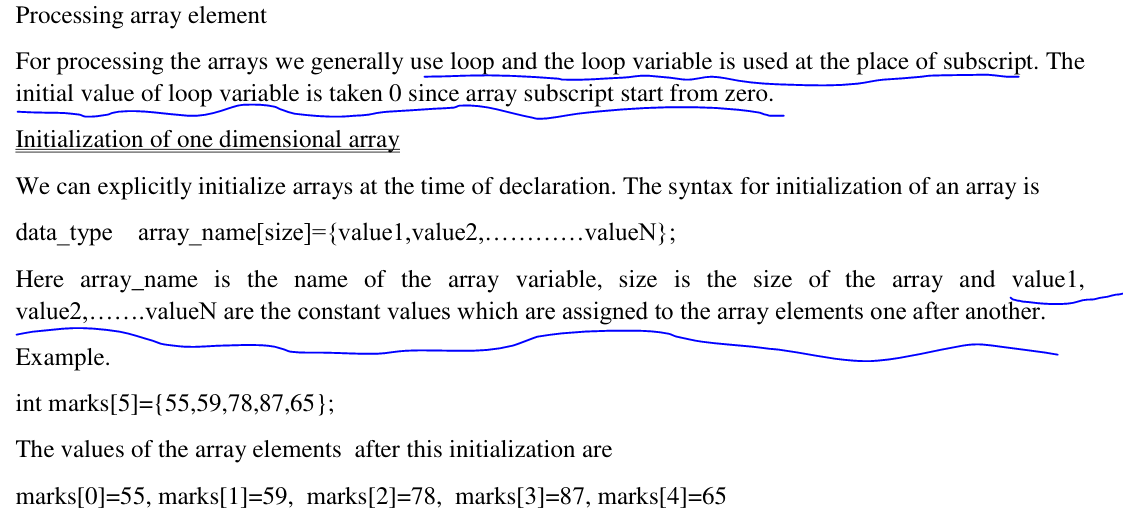 Processing array element
For processing the arrays we generally use loop and the loop variable is used at the place of subscript. The
initial value of loop variable is taken 0 since array subscript start from zero.
Initialization of one dimensional array
We can explicitly initialize arrays at the time of declaration. The syntax for initialization of an array is
data_type array_name[size]={value1,value2,…………valueN};
Here array_name is the name of the array variable, size is the size of the array and value1,
value2,…….valueN are the constant values which are assigned to the array elements one after another.
Example.
int marks[5]={55,59,78,87,65};
The values of the array elements after this initialization are
marks[0]=55, marks[1]=59, marks[2]=78, marks[3]=87, marks[4]=65